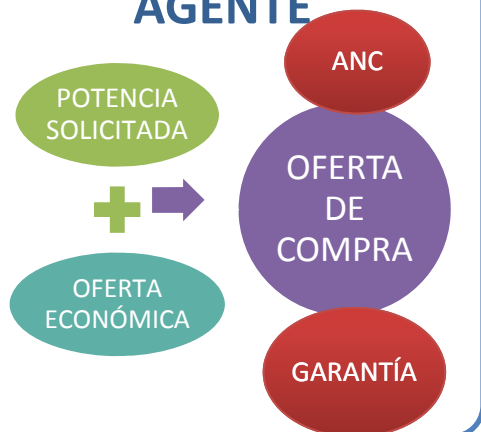 AGENTE
ANC
POTENCIA
SOLICITADA
OFERTA
DE
COMPRA
OFERTA
ECONÓMICA
GARANTÍA